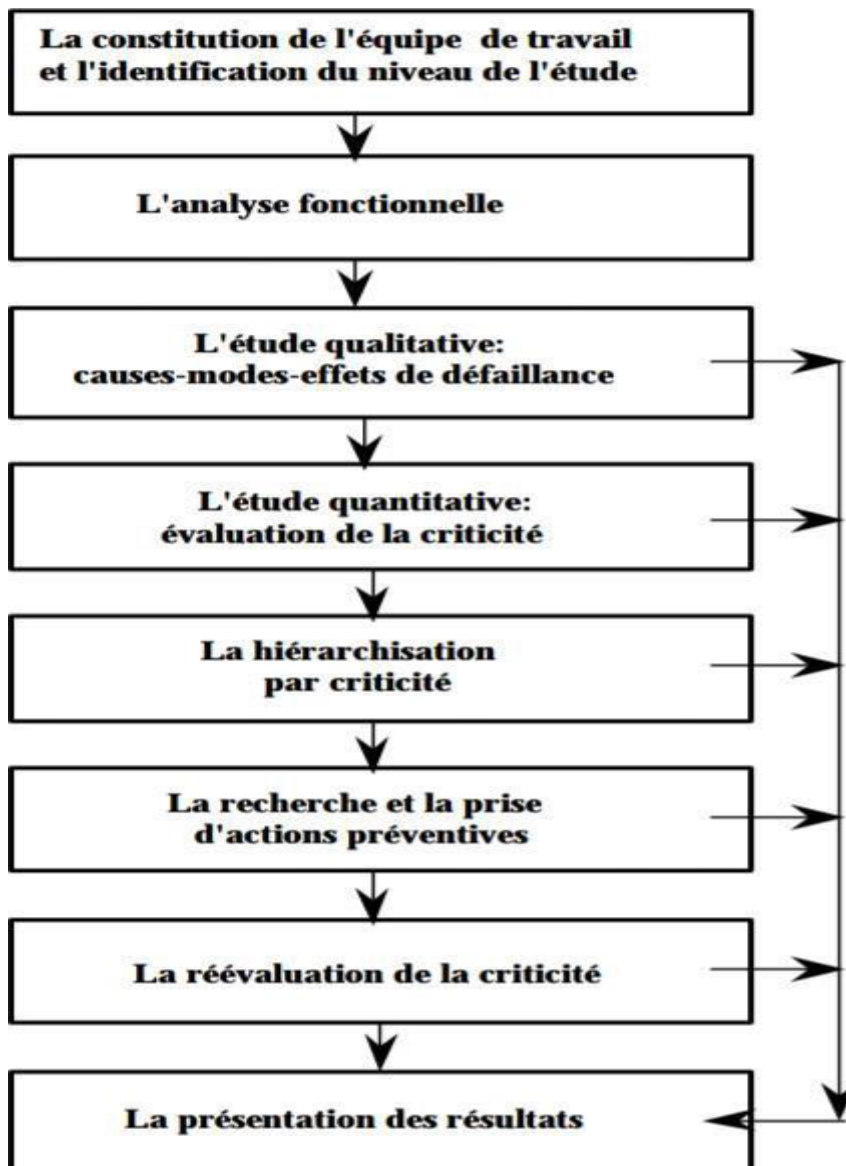 La constitution de l'équipe de travail
et l'identification du niveau de l'étude
L'analyse fonctionnelle
L'étude qualitative:
causes-modes-effets de défaillance
L'étude quantitative:
évaluation de la criticité
La hiérarchisation
par criticité
La recherche et la prise
d'actions préventives
La réévaluation de la criticité
La présentation des résultats